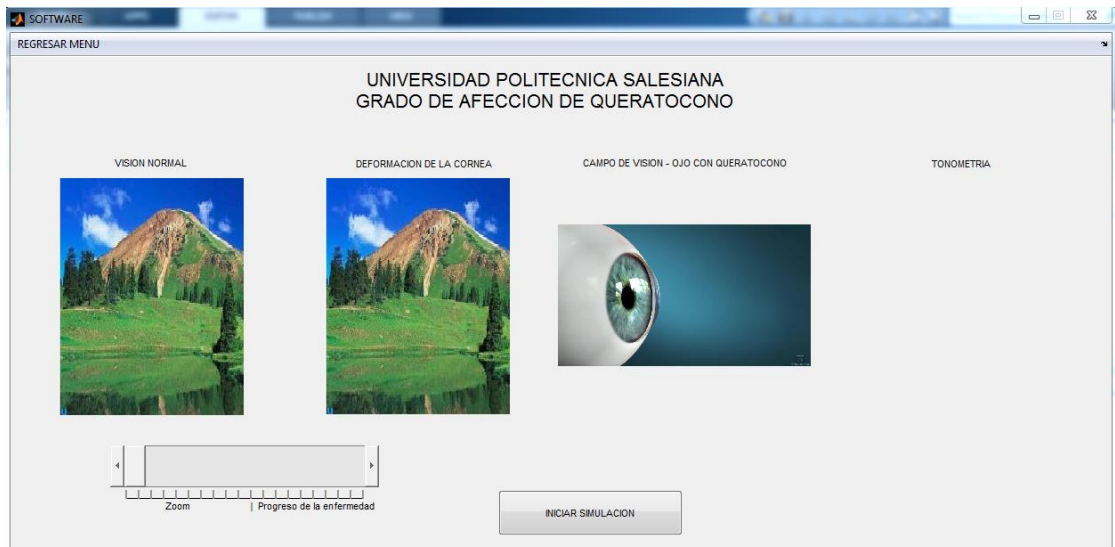 SOFTWARE
REGRESAR MENU
UNIVERSIDAD POLITECNICA SALESIANA
GRADO DE AFECCION DE QUERATOCONO
VISION NORMAL
DEFORMACION DE LA CORNEA
CAMPO DE VISION - OJO CON QUERATOCONO
TONOMETRIA
Zoom | Progreso de la enfermedad
INICIAR SIMULACION